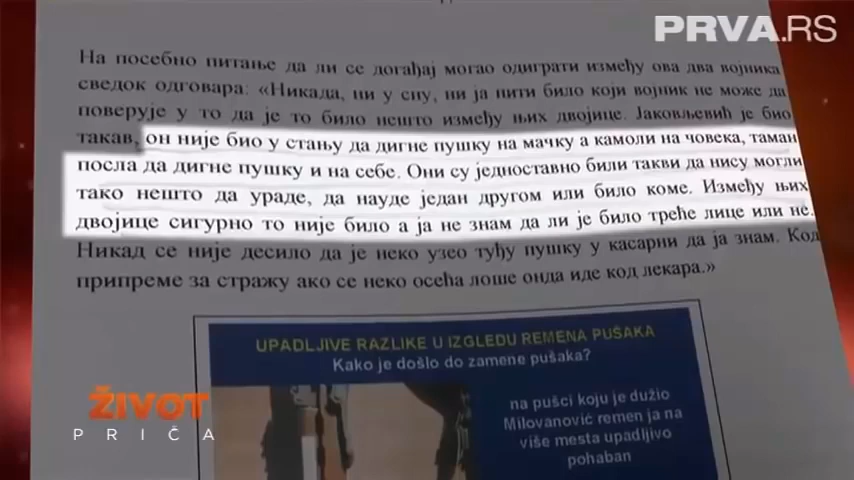 PRVA.RS
На посебно питање да ли се догађај могао одиграти између ова два војника
сведок одговара: «Никада, ни у сну, ни ја нити било који војник не може да
поверује у то да је то било нешто између њих двојице. Јаковљевић је био
такав, он није био у стању да дигне пушку на мачку а камоли на човека, таман
посла да дигне пушку и на себе. Они су једноставно били такви да нису могли
тако нешто да ураде, да науде један другом или било коме. Између њих
двојице сигурно то није било а ја не знам да ли је било треће лице или не.
Никад се није десило да је неко узео туђу пушку у касарни да ја знам. Код
припреме за стражу ако се неко осећа лоше онда иде код лекара.»
UPADLJIVE RAZLIKE U IZGLEDU REMENA PUŠAKA
Kako je došlo do zamene pušaka?
na pušci koju je dužio
Milovanović remen ja na
više mesta upadljivo
pohaban
ŽIVOT
PRIČA